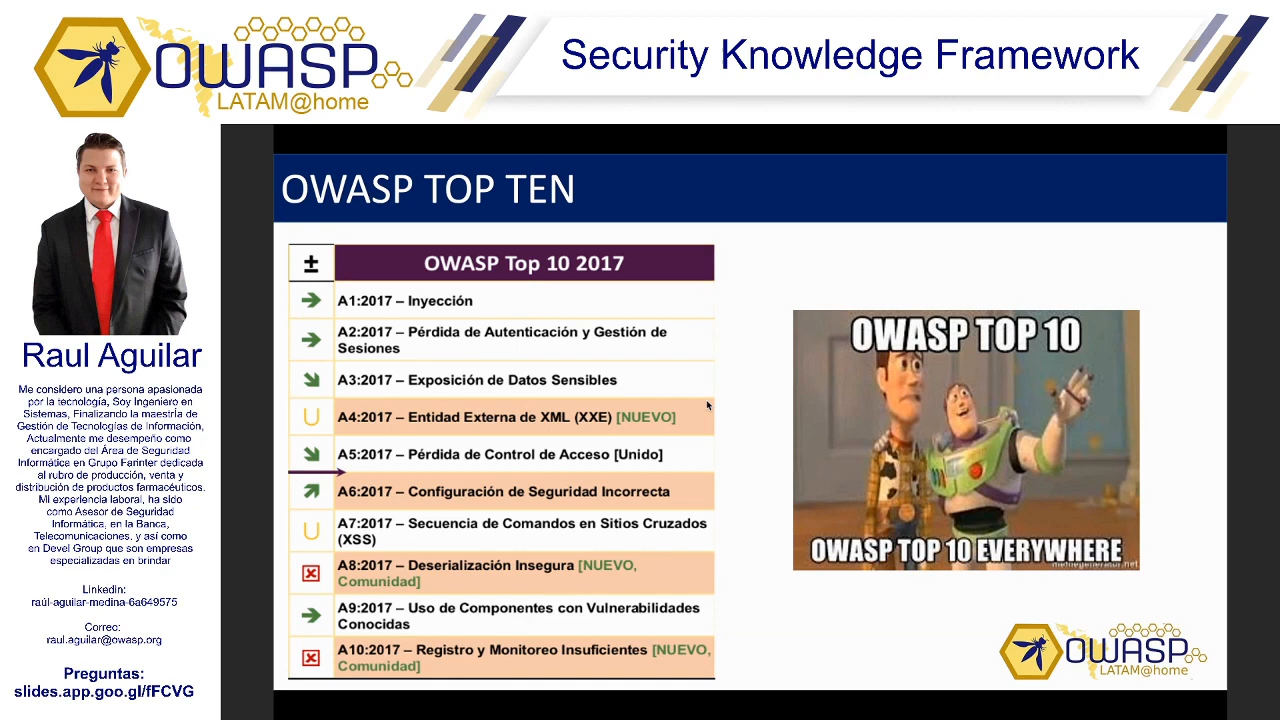 OWASP
LATAM@home
Security Knowledge Framework
Raul Aguilar
Me considero una persona apasionada
por la tecnología, Soy Ingeniero en
Sistemas, Finalizando la maestría de
Gestión de Tecnologías de Información,
Actualmente me desempeño como
encargado del Área de Seguridad
Informática en Grupo Farinter dedicada
al rubro de producción, venta y
distribución de productos farmacéuticos.
Mi experiencia laboral, ha sido
como Asesor de Seguridad
Informática, en la Banca,
Telecomunicaciones, y así como
en Devel Group que son empresas
especializadas en brindar
Linkedin:
raúl-aguilar-medina-6a649575
Correo:
raul.aguilar@owasp.org
Preguntas:
slides.app.goo.gl/fFCVG
OWASP TOP TEN
± OWASP Top 10 2017
A1:2017 – Inyección
A2:2017 – Pérdida de Autenticación y Gestión de
Sesiones
A3:2017 – Exposición de Datos Sensibles
A4:2017 – Entidad Externa de XML (XXE) [NUEVO]
A5:2017 – Pérdida de Control de Acceso [Unido]
A6:2017 – Configuración de Seguridad Incorrecta
A7:2017 – Secuencia de Comandos en Sitios Cruzados
(XSS)
A8:2017 – Deserialización Insegura [NUEVO,
Comunidad]
A9:2017 – Uso de Componentes con Vulnerabilidades
Conocidas
A10:2017 – Registro y Monitoreo Insuficientes [NUEVO,
Comunidad]
OWASP TOP 10
OWASP TOP 10 EVERYWHERE
memegenerator.net
OWASP
LATAM@home